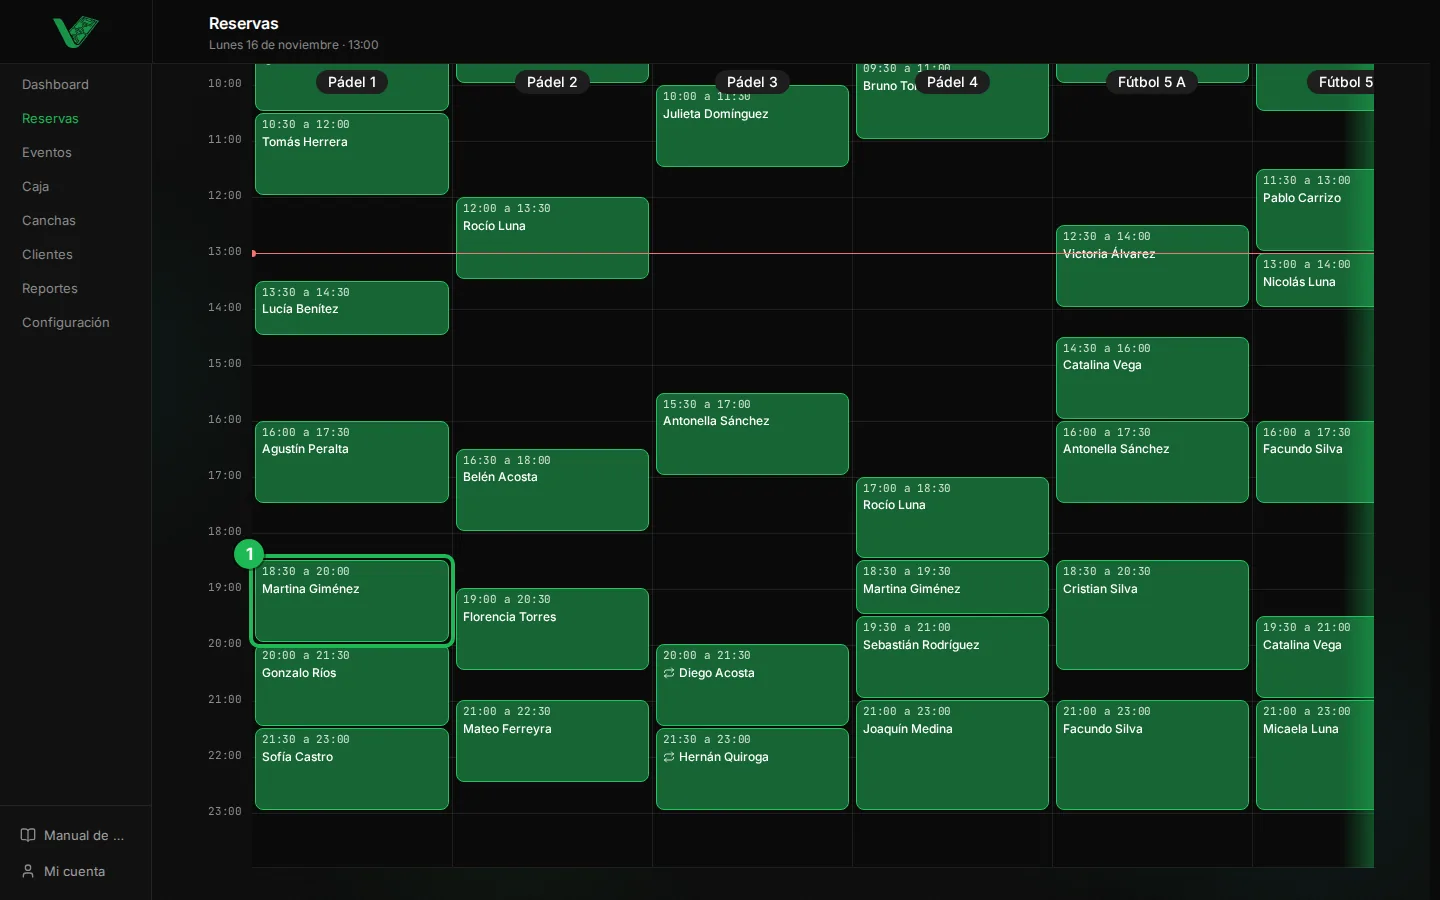 Reservas
Lunes 16 de noviembre · 13:00
Dashboard
Reservas
Eventos
Caja
Canchas
Clientes
Reportes
Configuración
Manual de ...
Mi cuenta
Pádel 1
Pádel 2
Pádel 3
Pádel 4
Fútbol 5 A
Fútbol 5
10:00
11:00
12:00
13:00
14:00
15:00
16:00
17:00
18:00
19:00
20:00
21:00
22:00
23:00
10:30 a 12:00
Tomás Herrera
13:30 a 14:30
Lucía Benítez
16:00 a 17:30
Agustín Peralta
1
18:30 a 20:00
Martina Giménez
20:00 a 21:30
Gonzalo Ríos
21:30 a 23:00
Sofía Castro
12:00 a 13:30
Rocío Luna
16:30 a 18:00
Belén Acosta
19:00 a 20:30
Florencia Torres
21:00 a 22:30
Mateo Ferreyra
10:00 a 11:30
Julieta Domínguez
15:30 a 17:00
Antonella Sánchez
20:00 a 21:30
Diego Acosta
21:30 a 23:00
Hernán Quiroga
09:30 a 11:00
Bruno
17:00 a 18:30
Rocío Luna
18:30 a 19:30
Martina Giménez
19:30 a 21:00
Sebastián Rodríguez
21:00 a 23:00
Joaquín Medina
12:30 a 14:00
Victoria Álvarez
14:30 a 16:00
Catalina Vega
16:00 a 17:30
Antonella Sánchez
18:30 a 20:30
Cristian Silva
21:00 a 23:00
Facundo Silva
11:30 a 13:00
Pablo Carrizo
13:00 a 14:00
Nicolás Luna
16:00 a 17:30
Facundo Silva
19:30 a 21:00
Catalina Vega
21:00 a 23:00
Micaela Luna